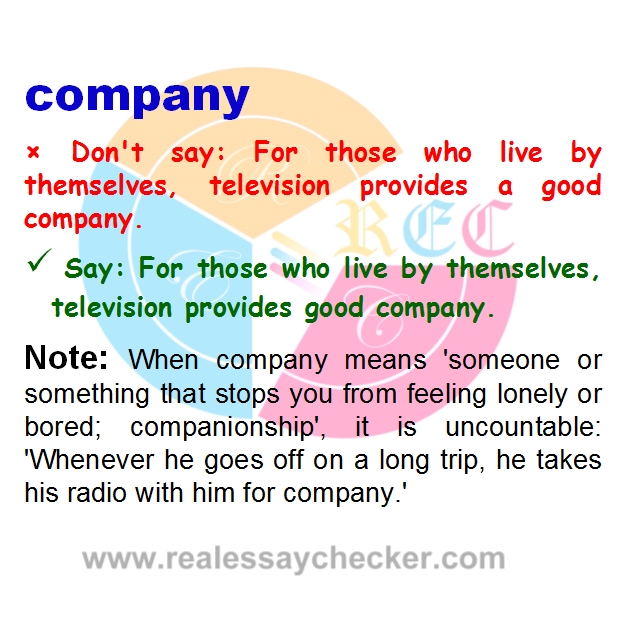 company
× Don't say: For those who live by
themselves, television provides a good
company.
✓ Say: For those who live by themselves,
television provides good company.
Note: When company means 'someone or
something that stops you from feeling lonely or
bored; companionship', it is uncountable:
'Whenever he goes off on a long trip, he takes
his radio with him for company.'
REC
R
E
C
www.realessaychecker.com